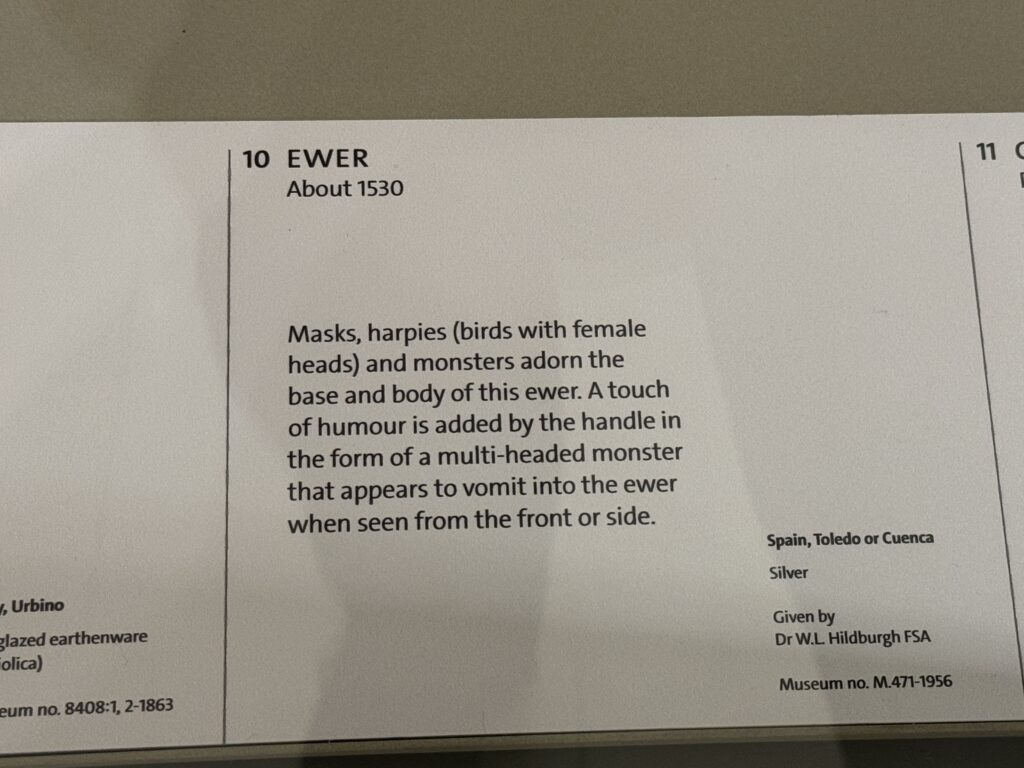 10 EWER
About 1530
Masks, harpies (birds with female
heads) and monsters adorn the
base and body of this ewer. A touch
of humour is added by the handle in
the form of a multi-headed monster
that appears to vomit into the ewer
when seen from the front or side.
Spain, Toledo or Cuenca
Silver
Given by
Dr W.L. Hildburgh FSA
Museum no. M.471-1956
Urbino
glazed earthenware
no. 8408:1, 2-1863
11